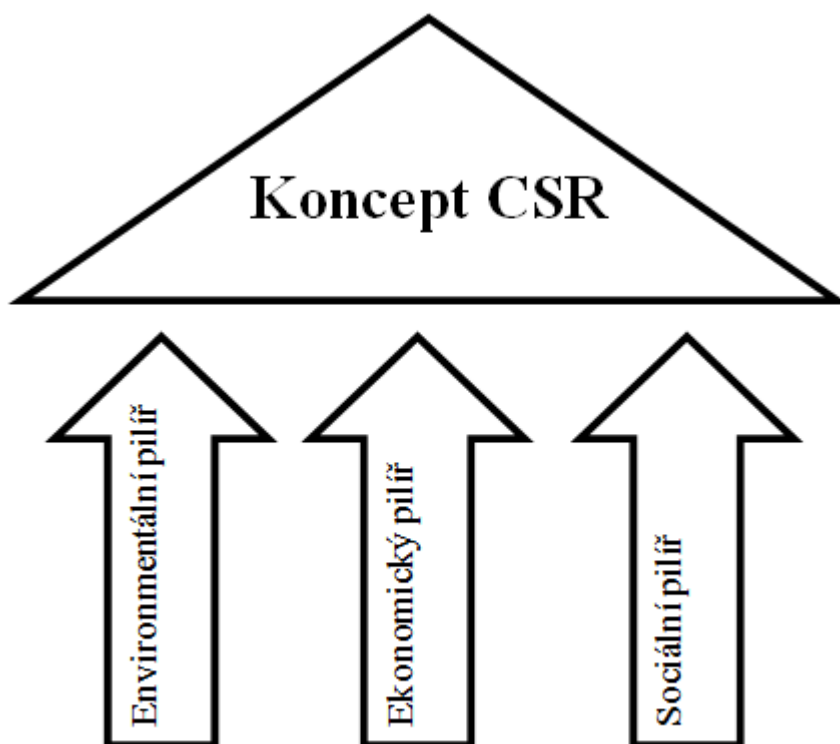 Koncept CSR
Environmentální pilíř
Ekonomický pilíř
Sociální pilíř